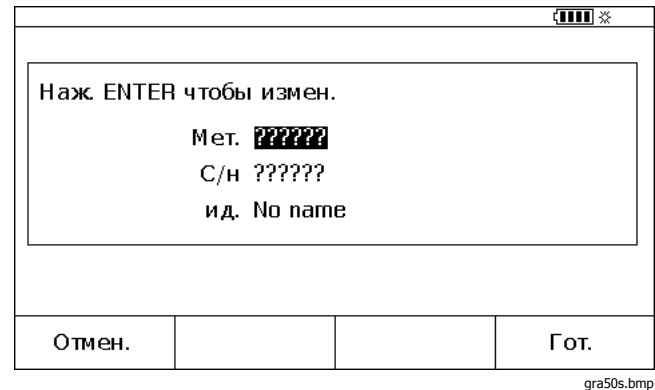 Наж. ENTER чтобы измен.
Мет. ??????
С/н ??????
ид. No name
Отмен. Гот.
gra50s.bmp